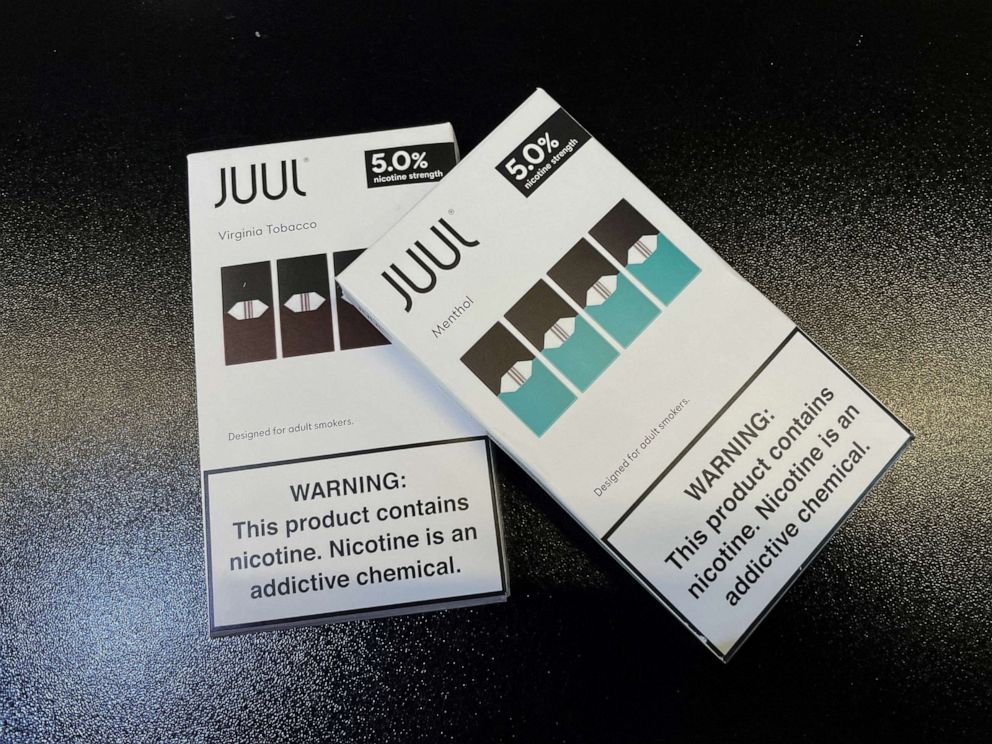 JUUL®
5.0%
nicotine strength
Virginia Tobacco
Designed for adult smokers.
WARNING:
This product contains
nicotine. Nicotine is an
addictive chemical.
JUUL®
5.0%
nicotine strength
Menthol
Designed for adult smokers.
WARNING:
This product contains
nicotine. Nicotine is an
addictive chemical.